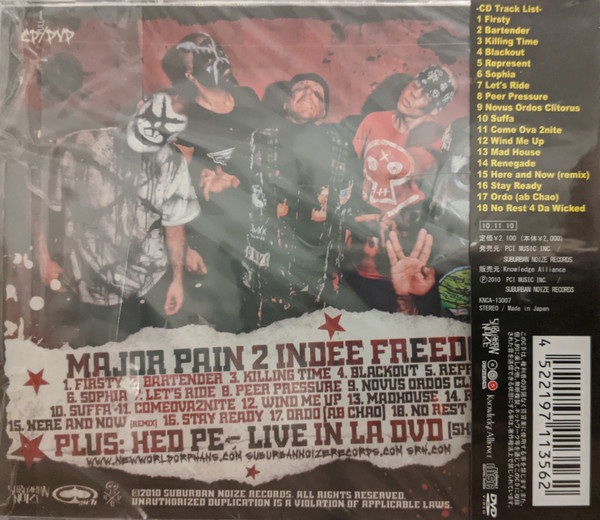 CD/DVD
MAJOR PAIN 2 INDEE FREED
1. FIRSTY 2. BARTENDER 3. KILLING TIME 4. BLACKOUT 5. REPR
6. SOPHIA 7. LET'S RIDE 8. PEER PRESSURE 9. NOVUS ORDOS CL
10. SUFFA 11. COMEOVA2NITE 12. WIND ME UP 13. MADHOUSE 14. R
15. HERE AND NOW [REMIX] 16. STAY READY 17. ORDO [AB CHAO] 18. NO REST
PLUS: HED PE - LIVE IN LA DVD [SH
WWW.NEWWORLDORPHANS.COM SUBURBANNOIZERECORDS.COM SRH.COM
©2010 SUBURBAN NOIZE RECORDS. ALL RIGHTS RESERVED.
UNAUTHORIZED DUPLICATION IS A VIOLATION OF APPLICABLE LAWS.
-CD Track List-
1 Firsty
2 Bartender
3 Killing Time
4 Blackout
5 Represent
6 Sophia
7 Let's Ride
8 Peer Pressure
9 Novus Ordos Clitorus
10 Suffa
11 Come Ova 2nite
12 Wind Me Up
13 Mad House
14 Renegade
15 Here and Now (remix)
16 Stay Ready
17 Ordo (ab Chao)
18 No Rest 4 Da Wicked
10.11.10
定価¥2,100 (本体¥2,000)
発売元: PCI MUSIC INC /
SUBURBAN NOIZE RECORDS
販売元:Knowledge Alliance
Ⓟ2010 PCI MUSIC INC /
SUBURBAN NOIZE RECORDS
KNCA-13007
STEREO / Made in Japan
SUBURBAN NOIZE
Knowledge Alliance
DVD
4 522197 113562